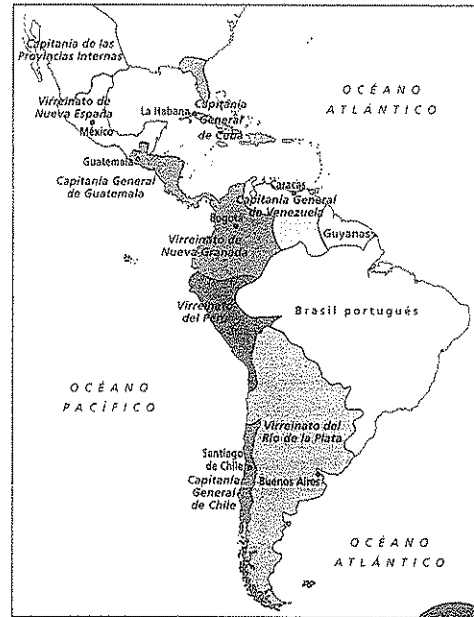 Capitanía de las
Provincias Internas
OCÉANO
ATLÁNTICO
Virreinato de
Nueva España
México
La Habana
Capitanía
General
de Cuba
Guatemala
Capitanía General
de Guatemala
Caracas
Capitanía General
de Venezuela
Bogotá
Guyanas
Virreinato de
Nueva Granada
Virreinato
del Perú
Brasil portugués
OCÉANO
PACÍFICO
Virreinato del
Río de la Plata
Santiago
de Chile
Capitanía
General
de Chile
Buenos Aires
OCÉANO
ATLÁNTICO